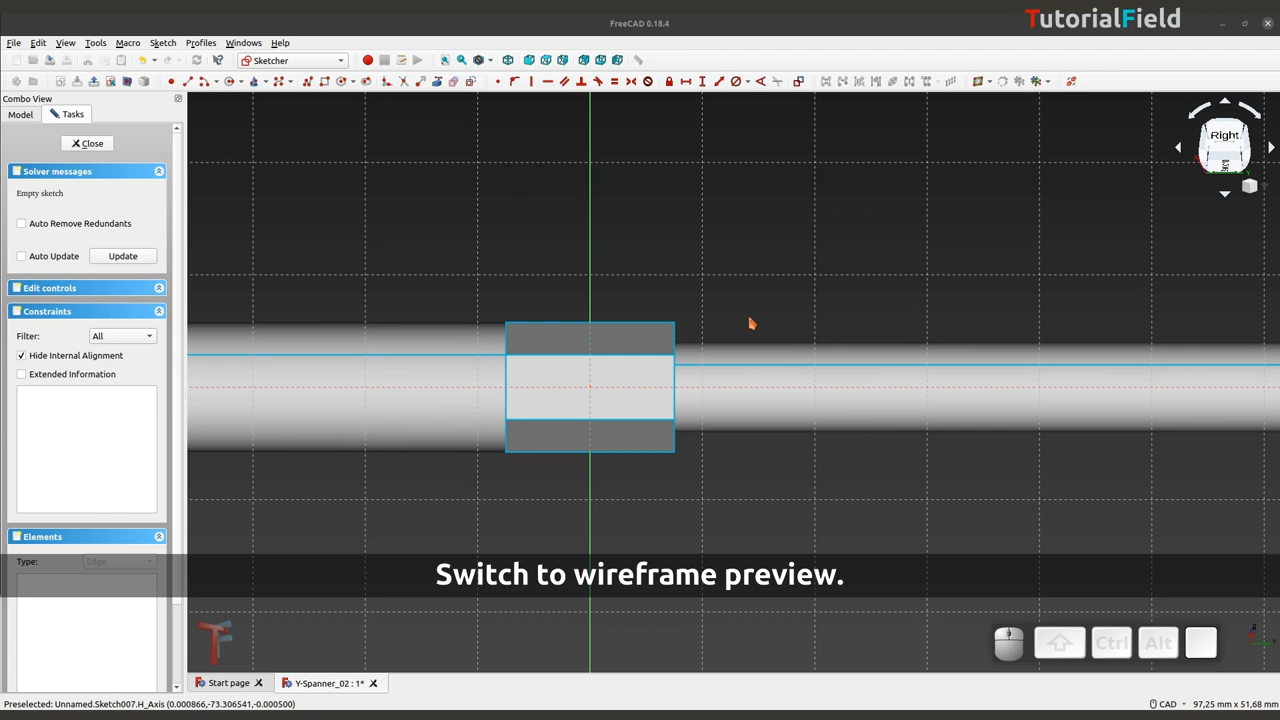 FreeCAD 0.18.4
TutorialField
File Edit View Tools Macro Sketch Profiles Windows Help
Sketcher
Combo View
Model Tasks
Close
Right
Solver messages
Empty sketch
Auto Remove Redundants
Auto Update Update
Edit controls
Constraints
Filter: All
Hide Internal Alignment
Extended Information
Elements
Type: Edge
Switch to wireframe preview.
Ctrl Alt
Start page Y-Spanner_02 : 1*
Preselected: Unnamed.Sketch007.H_Axis (0.000866,-73.306541,-0.000500) CAD 97,25 mm x 51,68 mm